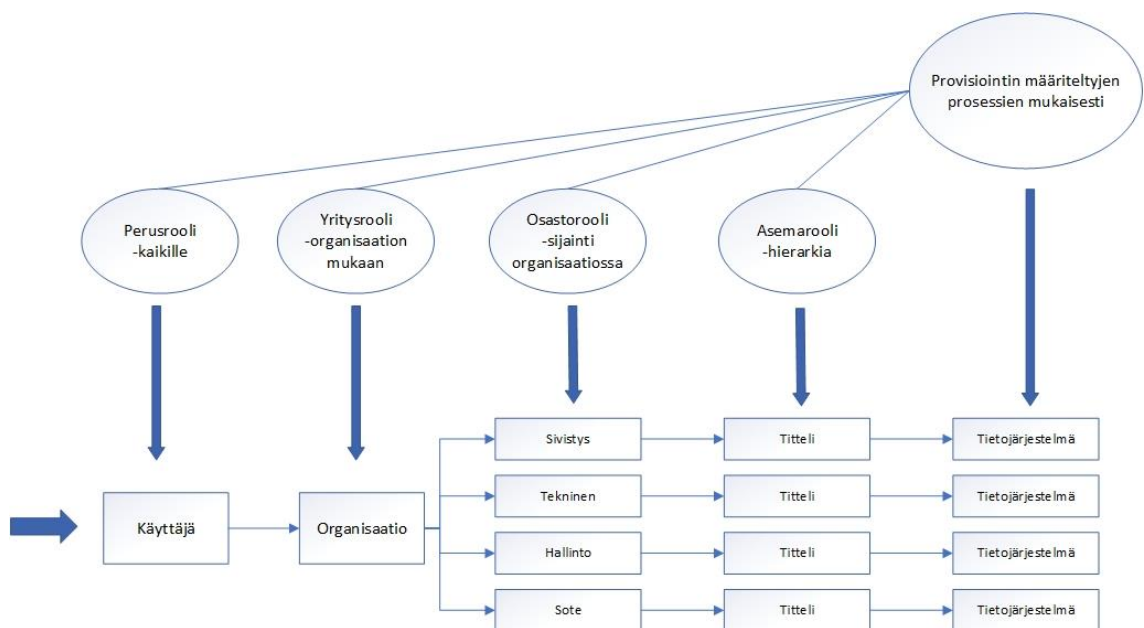 Provisiointin määriteltyjen
prosessien mukaisesti
Perusrooli
-kaikille
Yritysrooli
-organisaation
mukaan
Osastorooli
-sijainti
organisaatiossa
Asemarooli
-hierarkia
Sivistys
Titteli
Tietojärjestelmä
Tekninen
Titteli
Tietojärjestelmä
Käyttäjä
Organisaatio
Hallinto
Titteli
Tietojärjestelmä
Sote
Titteli
Tietojärjestelmä